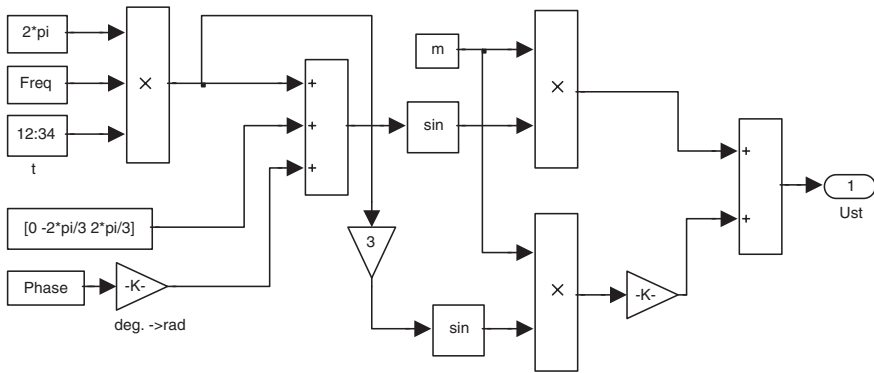 2*pi
Freq
12:34
t
×
[0 -2*pi/3 2*pi/3]
Phase
-K-
deg. ->rad
+
+
+
3
sin
sin
m
×
×
-K-
+
+
1
Ust